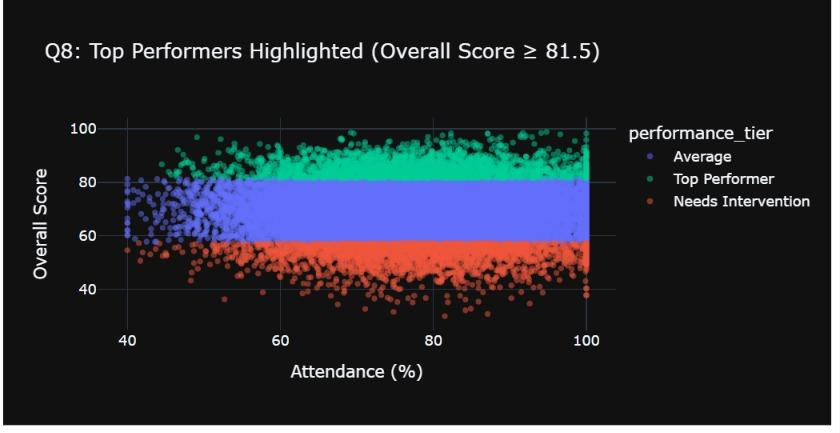 Q8: Top Performers Highlighted (Overall Score ≥ 81.5)
100
80
60
40
Overall Score
40 60 80 100
Attendance (%)
performance_tier
Average
Top Performer
Needs Intervention